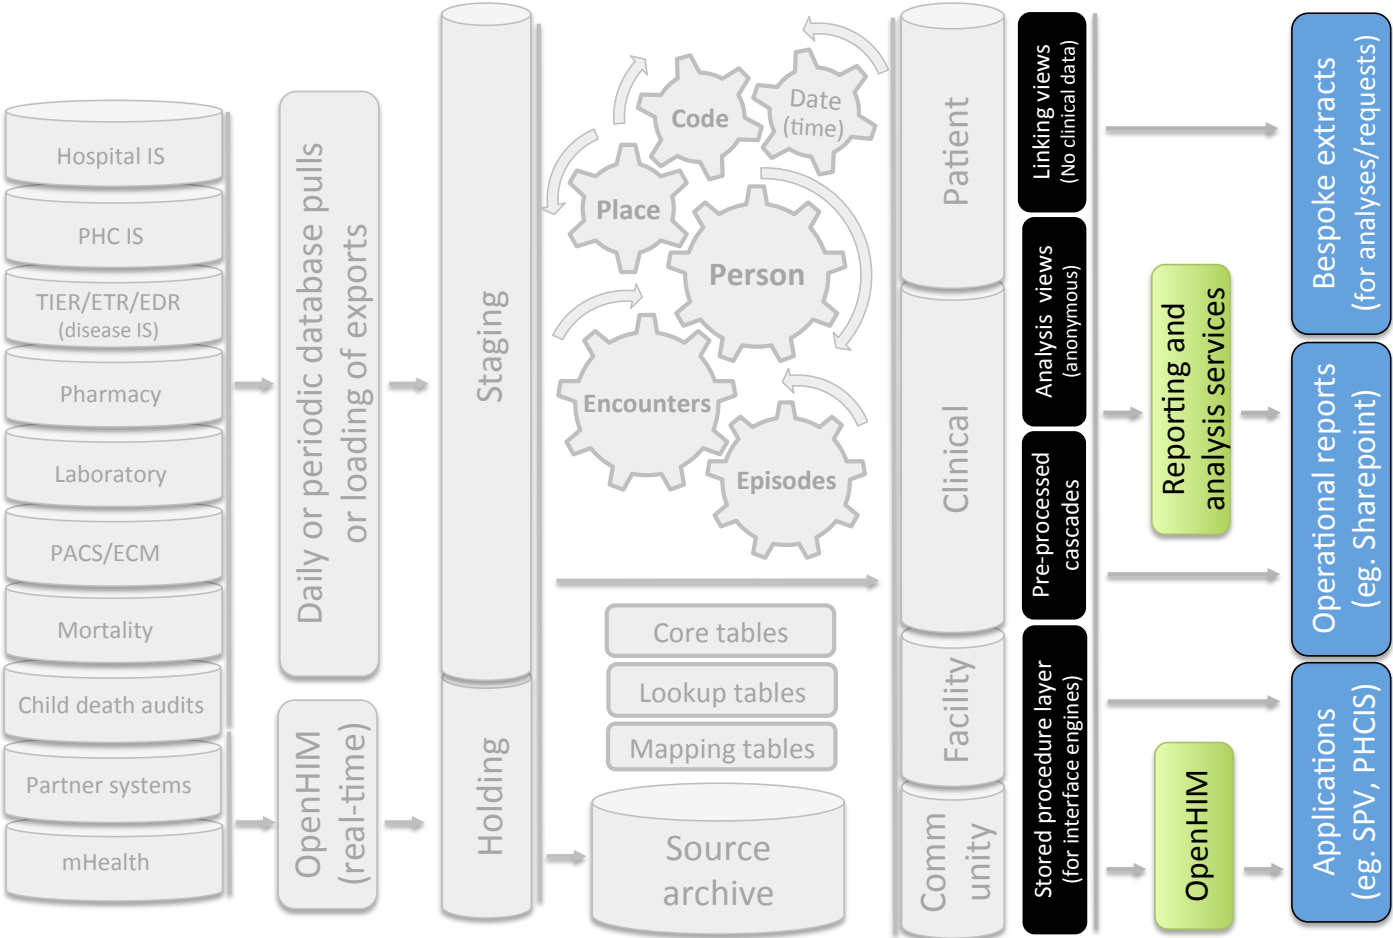 Hospital IS
PHC IS
TIER/ETR/EDR
(disease IS)
Pharmacy
Laboratory
PACS/ECM
Mortality
Child death audits
Partner systems
mHealth
Daily or periodic database pulls
or loading of exports
OpenHIM
(real-time)
Staging
Holding
Code
Date
(time)
Place
Person
Encounters
Episodes
Core tables
Lookup tables
Mapping tables
Source
archive
Patient
Clinical
Facility
Comm
unity
Linking views
(No clinical data)
Analysis views
(anonymous)
Pre-processed
cascades
Stored procedure layer
(for interface engines)
Reporting and
analysis services
OpenHIM
Bespoke extracts
(for analyses/requests)
Operational reports
(eg. Sharepoint)
Applications
(eg. SPV, PHCIS)